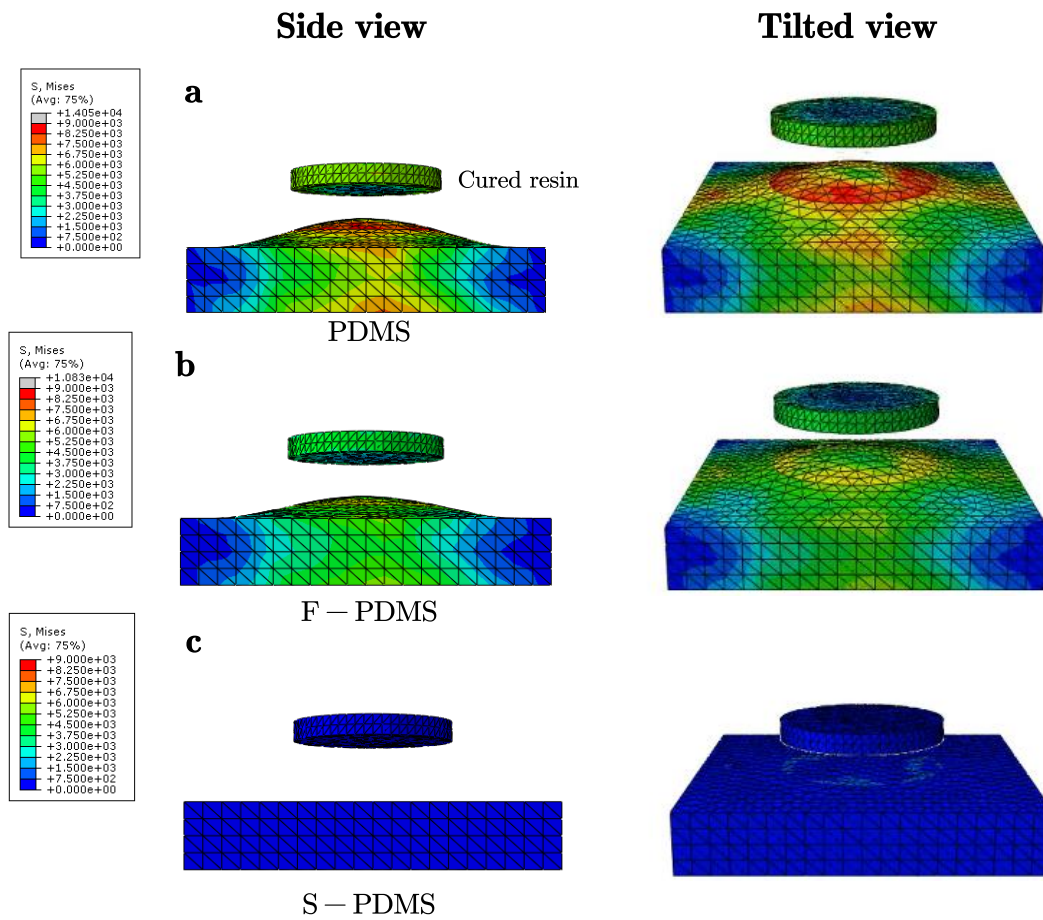 Side view
Tilted view
a
S, Mises
(Avg: 75%)
+1.405e+04
+9.000e+03
+8.250e+03
+7.500e+03
+6.750e+03
+6.000e+03
+5.250e+03
+4.500e+03
+3.750e+03
+3.000e+03
+2.250e+03
+1.500e+03
+7.500e+02
+0.000e+00
Cured resin
PDMS
b
S, Mises
(Avg: 75%)
+1.083e+04
+9.000e+03
+8.250e+03
+7.500e+03
+6.750e+03
+6.000e+03
+5.250e+03
+4.500e+03
+3.750e+03
+3.000e+03
+2.250e+03
+1.500e+03
+7.500e+02
+0.000e+00
F – PDMS
c
S, Mises
(Avg: 75%)
+9.000e+03
+8.250e+03
+7.500e+03
+6.750e+03
+6.000e+03
+5.250e+03
+4.500e+03
+3.750e+03
+3.000e+03
+2.250e+03
+1.500e+03
+7.500e+02
+0.000e+00
S – PDMS